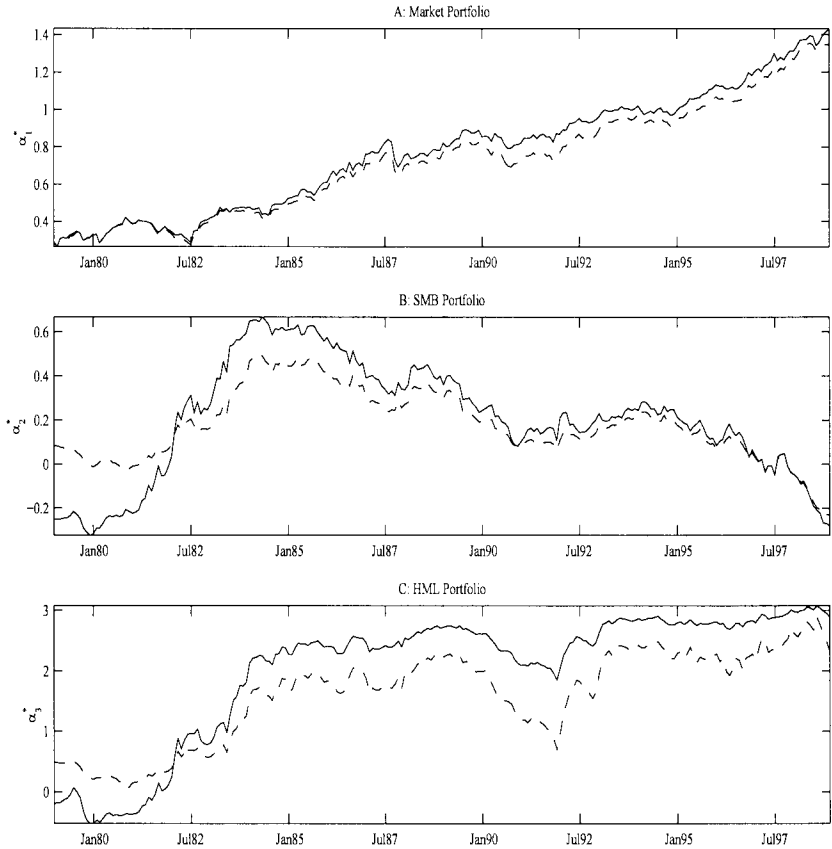 A: Market Portfolio
1.4
1.2
1
0.8
0.6
0.4
α*1
Jan80 Jul82 Jan85 Jul87 Jan90 Jul92 Jan95 Jul97
B: SMB Portfolio
0.6
0.4
0.2
0
−0.2
α*2
Jan80 Jul82 Jan85 Jul87 Jan90 Jul92 Jan95 Jul97
C: HML Portfolio
3
2
1
0
α*3
Jan80 Jul82 Jan85 Jul87 Jan90 Jul92 Jan95 Jul97